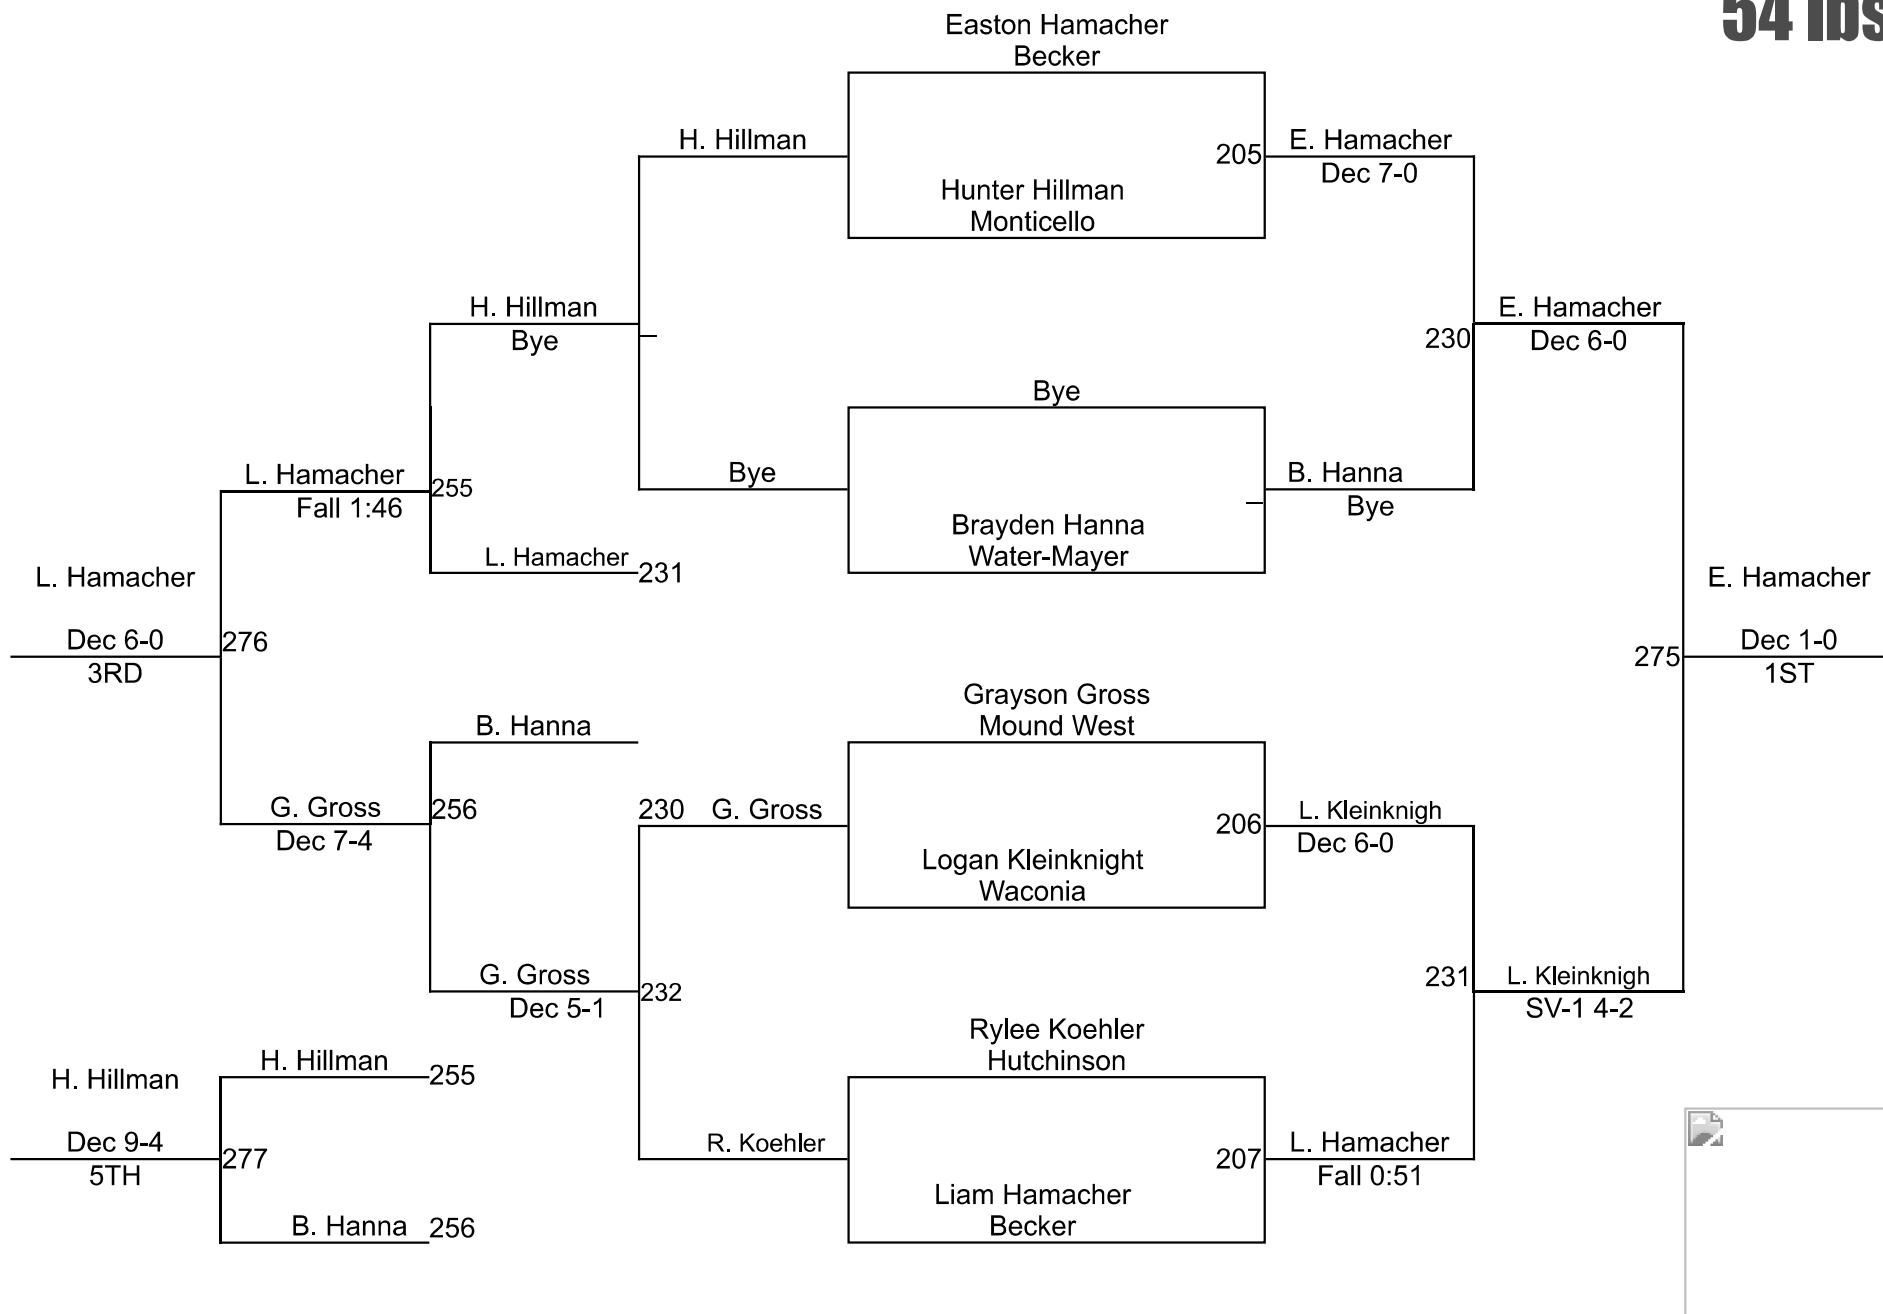 54 lbs
Easton Hamacher
Becker
H. Hillman
205
E. Hamacher
Dec 7-0
Hunter Hillman
Monticello
H. Hillman
Bye
230
E. Hamacher
Dec 6-0
Bye
L. Hamacher
Fall 1:46
255
Bye
B. Hanna
Bye
Brayden Hanna
Water-Mayer
L. Hamacher
231
L. Hamacher
Dec 6-0
3RD
276
275
E. Hamacher
Dec 1-0
1ST
Grayson Gross
Mound West
B. Hanna
G. Gross
Dec 7-4
256
230
G. Gross
206
L. Kleinknigh
Dec 6-0
Logan Kleinknight
Waconia
G. Gross
Dec 5-1
232
231
L. Kleinknigh
SV-1 4-2
Rylee Koehler
Hutchinson
H. Hillman
Dec 9-4
5TH
H. Hillman
255
277
R. Koehler
207
L. Hamacher
Fall 0:51
Liam Hamacher
Becker
B. Hanna
256